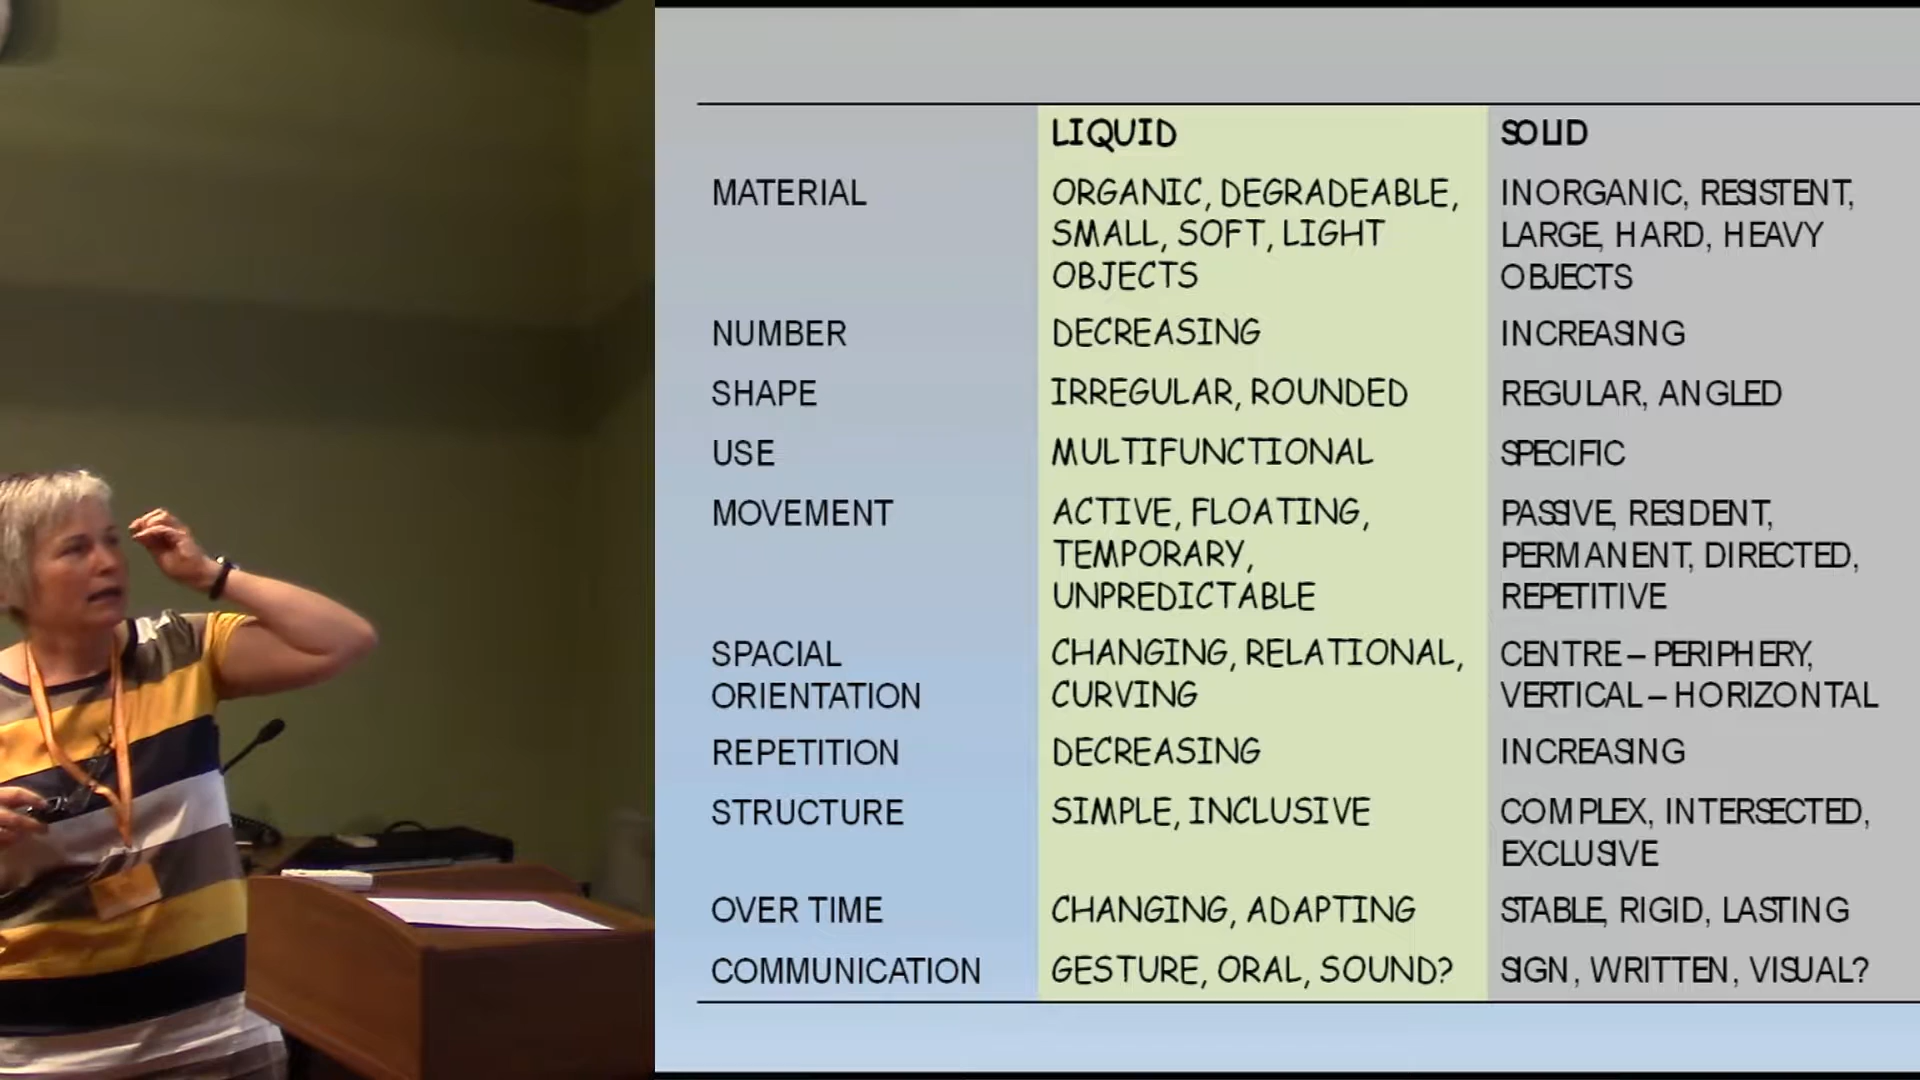 LIQUID SOLID
MATERIAL ORGANIC, DEGRADEABLE, INORGANIC, RESISTENT,
SMALL, SOFT, LIGHT LARGE, HARD, HEAVY
OBJECTS OBJECTS
NUMBER DECREASING INCREASING
SHAPE IRREGULAR, ROUNDED REGULAR, ANGLED
USE MULTIFUNCTIONAL SPECIFIC
MOVEMENT ACTIVE, FLOATING, PASSIVE, RESIDENT,
TEMPORARY, PERMANENT, DIRECTED,
UNPREDICTABLE REPETITIVE
SPACIAL CHANGING, RELATIONAL, CENTRE – PERIPHERY,
ORIENTATION CURVING VERTICAL – HORIZONTAL
REPETITION DECREASING INCREASING
STRUCTURE SIMPLE, INCLUSIVE COMPLEX, INTERSECTED,
EXCLUSIVE
OVER TIME CHANGING, ADAPTING STABLE, RIGID, LASTING
COMMUNICATION GESTURE, ORAL, SOUND? SIGN, WRITTEN, VISUAL?